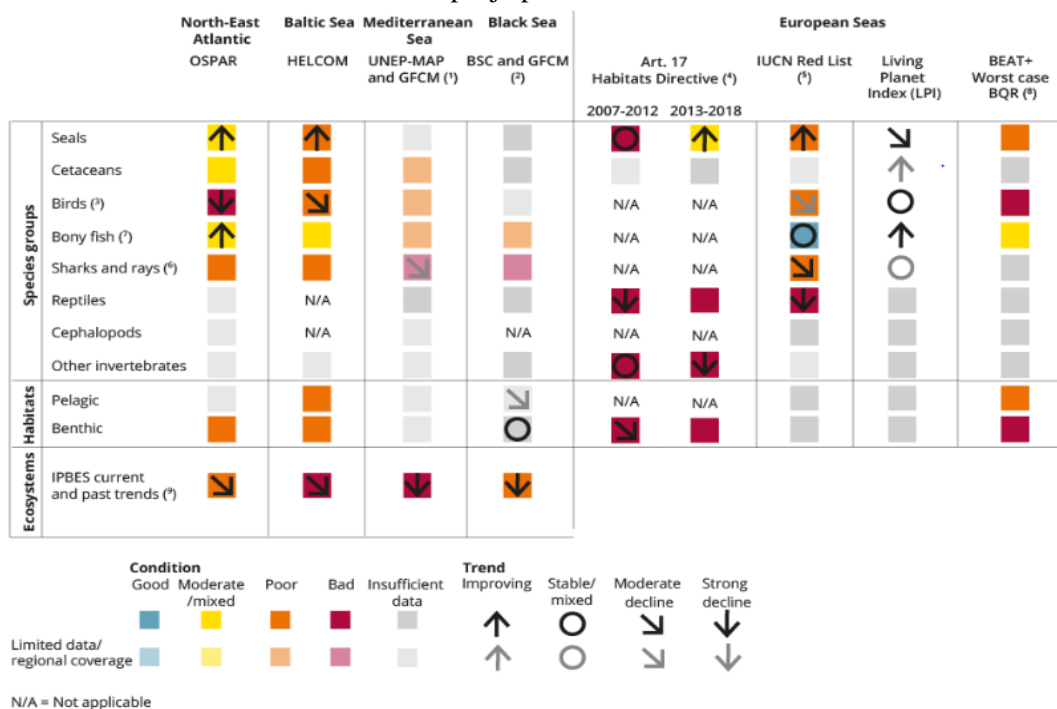 North-East Atlantic
OSPAR
Baltic Sea
HELCOM
Mediterranean Sea
UNEP-MAP and GFCM (¹)
Black Sea
BSC and GFCM (²)
European Seas
Art. 17
Habitats Directive (⁴)
2007-2012 2013-2018
IUCN Red List (⁵)
Living Planet Index (LPI)
BEAT+ Worst case BQR (⁸)
Species groups
Seals
Cetaceans
Birds (³) N/A N/A
Bony fish (⁷) N/A N/A
Sharks and rays (⁶) N/A N/A
Reptiles N/A
Cephalopods N/A N/A N/A N/A
Other invertebrates
Habitats
Pelagic N/A N/A
Benthic
Ecosystems
IPBES current
and past trends (⁹)
Condition
Good Moderate /mixed Poor Bad Insufficient data
Limited data/
regional coverage
Trend
Improving Stable/ mixed Moderate decline Strong decline
N/A = Not applicable